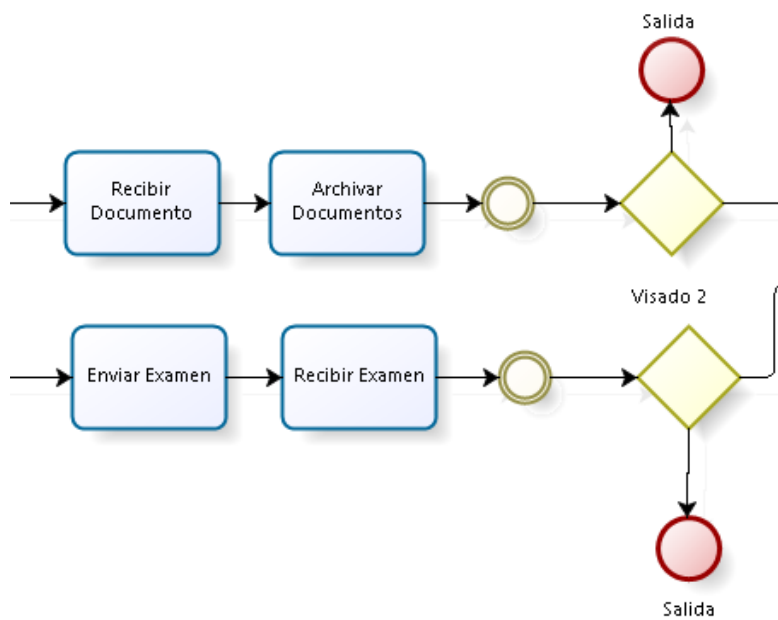 Salida
Recibir
Documento
Archivar
Documentos
Visado 2
Enviar Examen
Recibir Examen
Salida